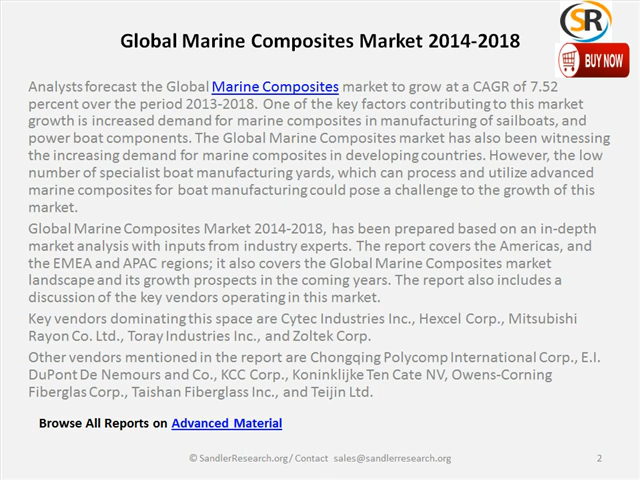 Global Marine Composites Market 2014-2018
SR
BUY NOW
Analysts forecast the Global Marine Composites market to grow at a CAGR of 7.52
percent over the period 2013-2018. One of the key factors contributing to this market
growth is increased demand for marine composites in manufacturing of sailboats, and
power boat components. The Global Marine Composites market has also been witnessing
the increasing demand for marine composites in developing countries. However, the low
number of specialist boat manufacturing yards, which can process and utilize advanced
marine composites for boat manufacturing could pose a challenge to the growth of this
market.
Global Marine Composites Market 2014-2018, has been prepared based on an in-depth
market analysis with inputs from industry experts. The report covers the Americas, and
the EMEA and APAC regions; it also covers the Global Marine Composites market
landscape and its growth prospects in the coming years. The report also includes a
discussion of the key vendors operating in this market.
Key vendors dominating this space are Cytec Industries Inc., Hexcel Corp., Mitsubishi
Rayon Co. Ltd., Toray Industries Inc., and Zoltek Corp.
Other vendors mentioned in the report are Chongqing Polycomp International Corp., E.I.
DuPont De Nemours and Co., KCC Corp., Koninklijke Ten Cate NV, Owens-Corning
Fiberglas Corp., Taishan Fiberglass Inc., and Teijin Ltd.
Browse All Reports on Advanced Material
© SandlerResearch.org/ Contact sales@sandlerresearch.org
2